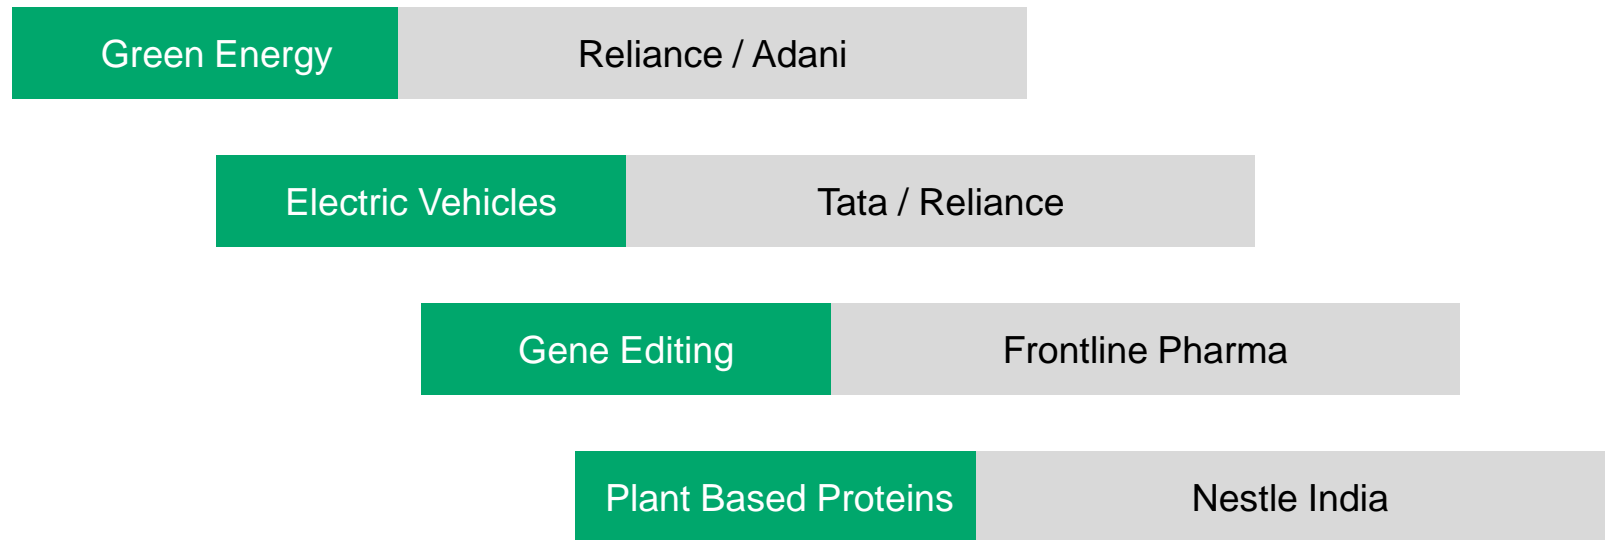 Green Energy Reliance / Adani
Electric Vehicles Tata / Reliance
Gene Editing Frontline Pharma
Plant Based Proteins Nestle India